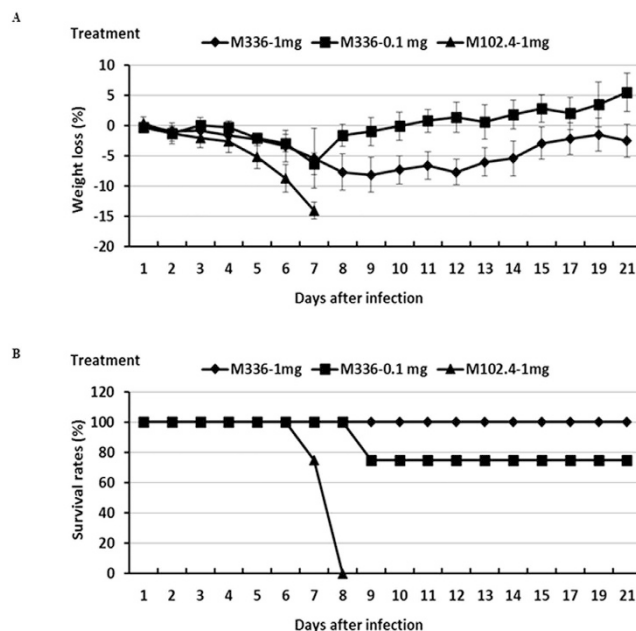 A
Treatment
M336-1mg M336-0.1 mg M102.4-1mg
Weight loss (%)
10
5
0
-5
-10
-15
-20
1 2 3 4 5 6 7 8 9 10 11 12 13 14 15 17 19 21
Days after infection
B
Treatment
M336-1mg M336-0.1 mg M102.4-1mg
Survival rates (%)
120
100
80
60
40
20
0
1 2 3 4 5 6 7 8 9 10 11 12 13 14 15 17 19 21
Days after infection